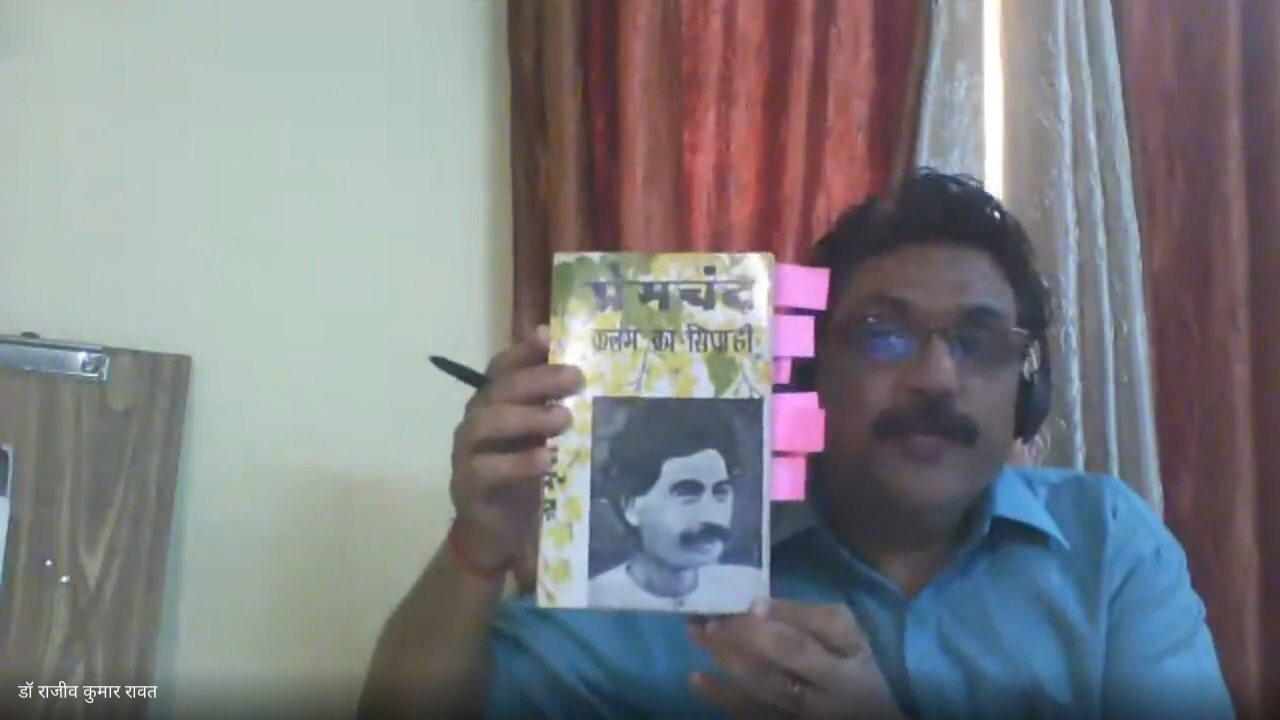 प्रेमचंद
कलम का सिपाही
डॉ राजीव कुमार रावत